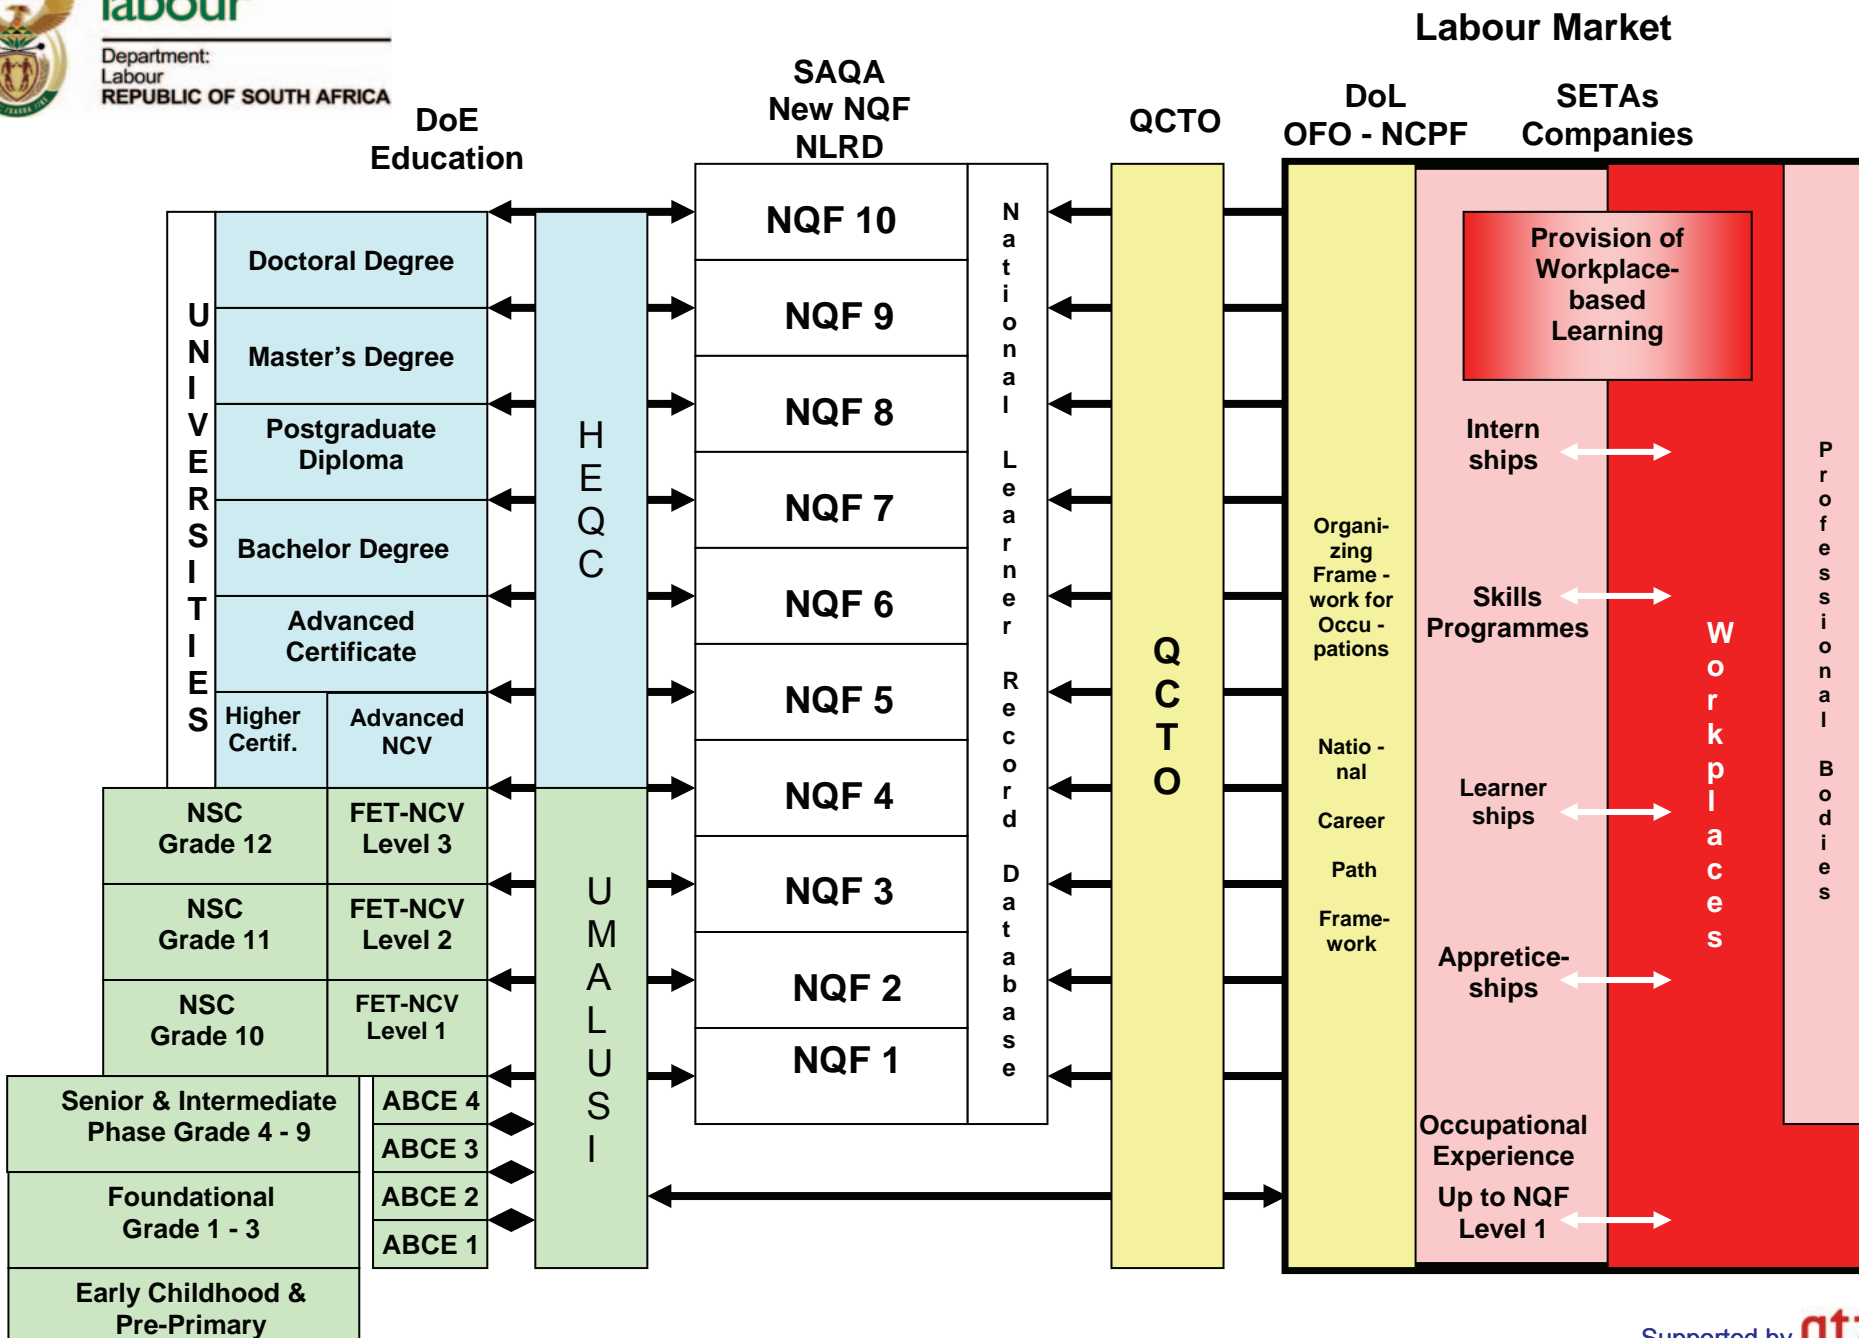 labour
Department:
Labour
REPUBLIC OF SOUTH AFRICA
Labour Market
DoE
Education
SAQA
New NQF
NLRD
QCTO
DoL
OFO - NCPF
SETAs
Companies
UNIVERSITIES
Doctoral Degree
Master's Degree
Postgraduate
Diploma
Bachelor Degree
Advanced
Certificate
Higher
Certif.
Advanced
NCV
NSC
Grade 12
FET-NCV
Level 3
NSC
Grade 11
FET-NCV
Level 2
NSC
Grade 10
FET-NCV
Level 1
Senior & Intermediate
Phase Grade 4 - 9
Foundational
Grade 1 - 3
Early Childhood &
Pre-Primary
ABCE 4
ABCE 3
ABCE 2
ABCE 1
HEQC
UMALUSI
NQF 10
NQF 9
NQF 8
NQF 7
NQF 6
NQF 5
NQF 4
NQF 3
NQF 2
NQF 1
National Learner Record Database
QCTO
Organi-
zing
Frame -
work for
Occu -
pations
Natio -
nal
Career
Path
Frame-
work
Provision of
Workplace-
based
Learning
Intern
ships
Skills
Programmes
Learner
ships
Appretice-
ships
Occupational
Experience
Up to NQF
Level 1
Workplaces
Professional Bodies
Supported by